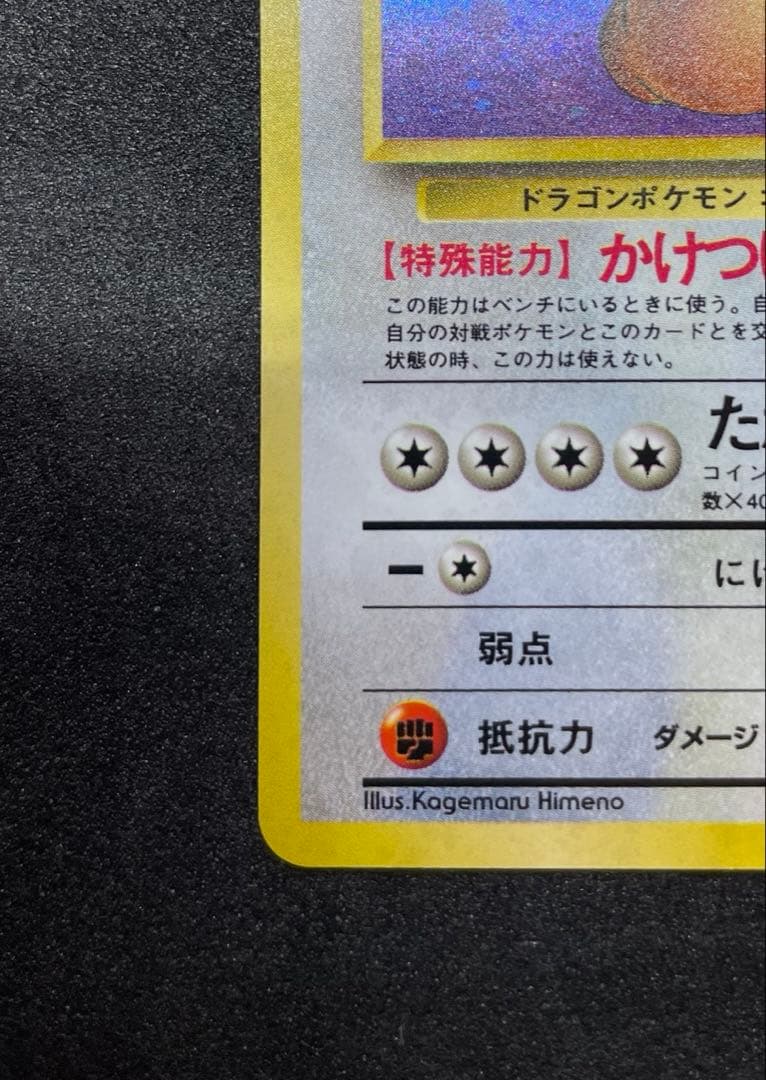 ドラゴンポケモン
【特殊能力】 かけつけ
この能力はベンチにいるときに使う。自
自分の対戦ポケモンとこのカードとを交
状態の時、この力は使えない。
た
コイン
数×40
− にげ
弱点
抵抗力 ダメージ
Illus.Kagemaru Himeno